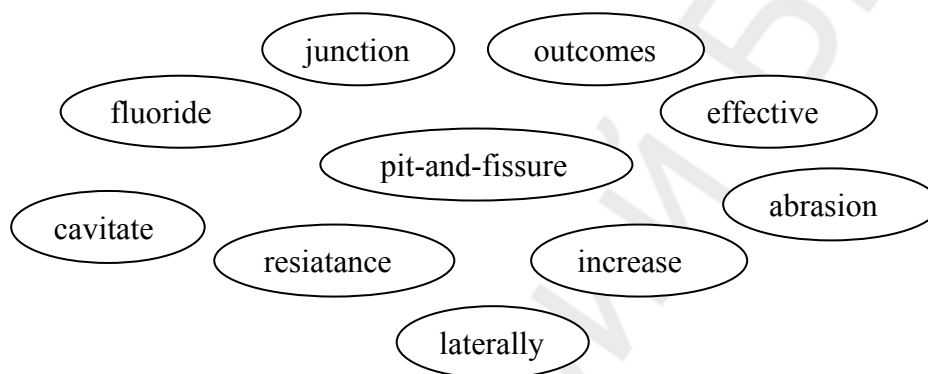 junction
outcomes
fluoride
effective
pit-and-fissure
abrasion
cavitate
resiatance
increase
laterally